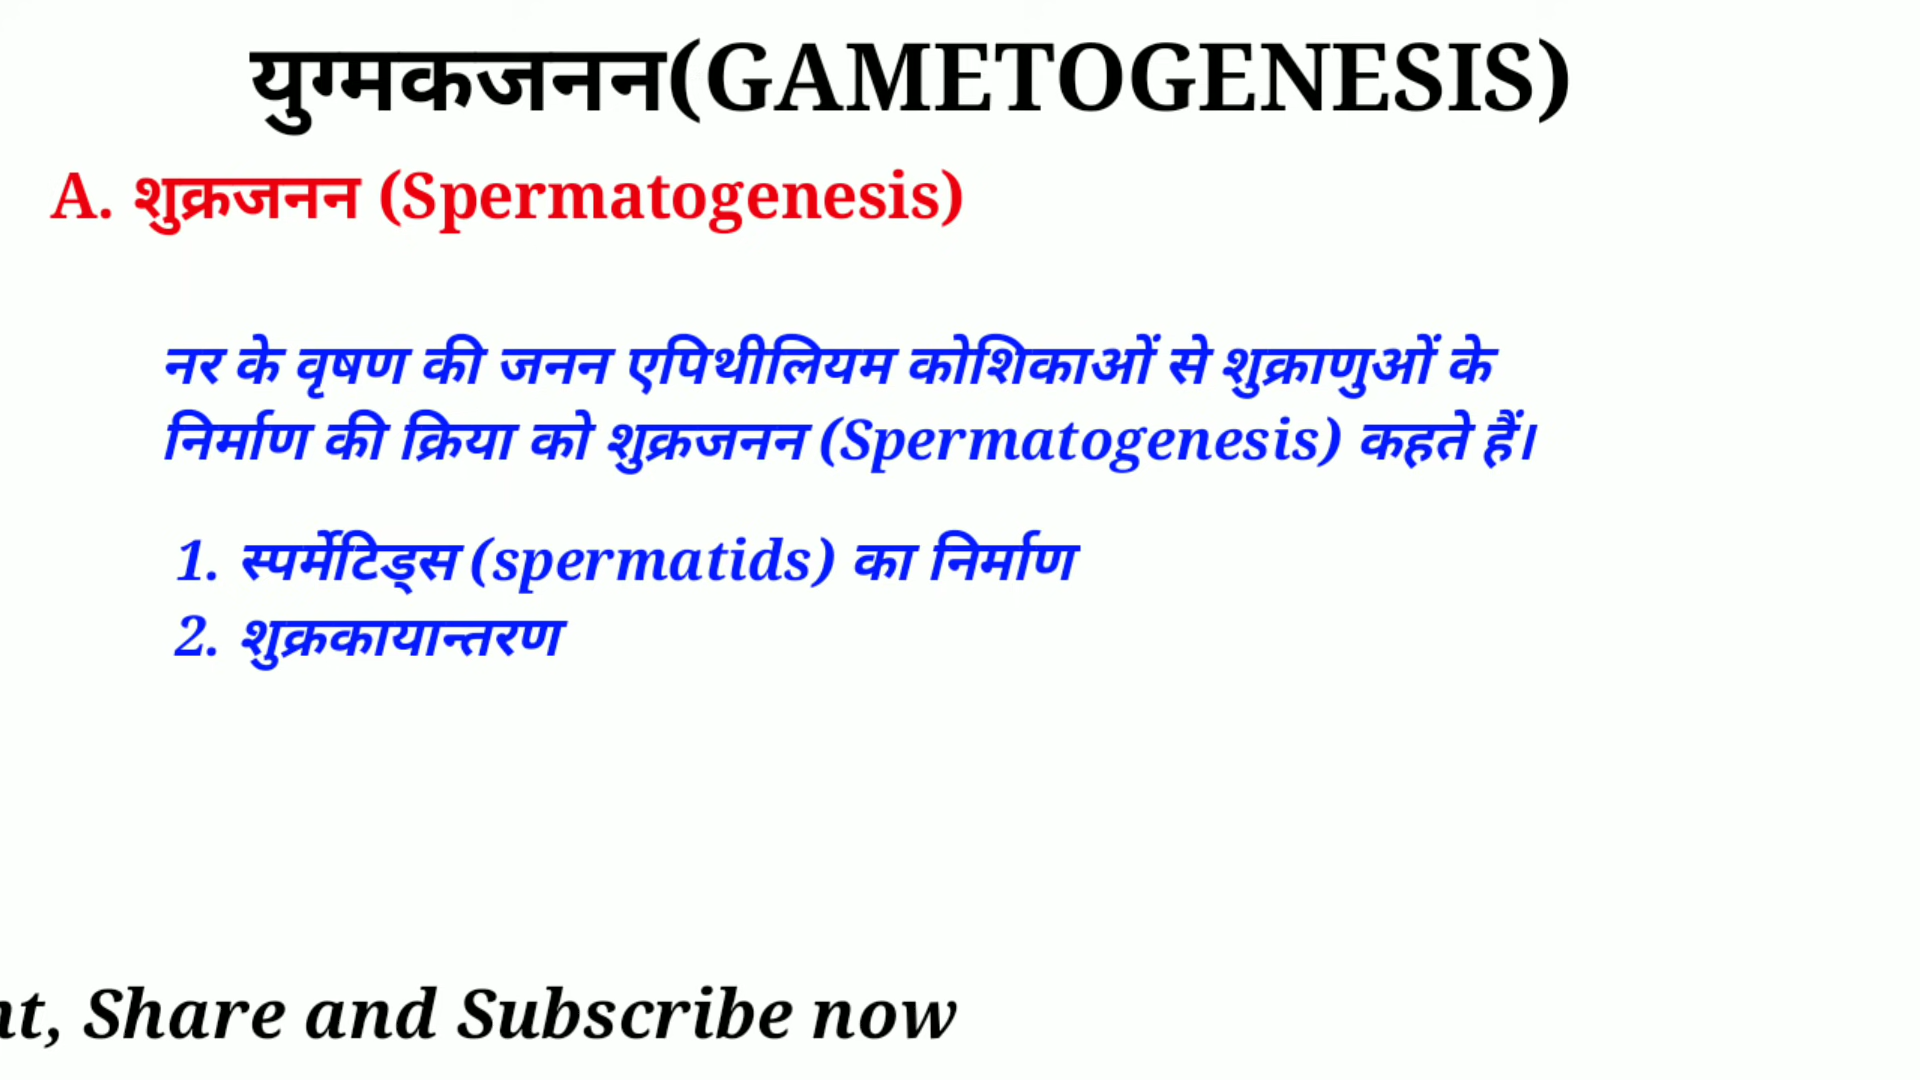 युग्मकजनन(GAMETOGENESIS)
A. शुक्रजनन (Spermatogenesis)
नर के वृषण की जनन एपिथीलियम कोशिकाओं से शुक्राणुओं के
निर्माण की क्रिया को शुक्रजनन (Spermatogenesis) कहते हैं।
1. स्पर्मेटिड्स (spermatids) का निर्माण
2. शुक्रकायान्तरण
nt, Share and Subscribe now